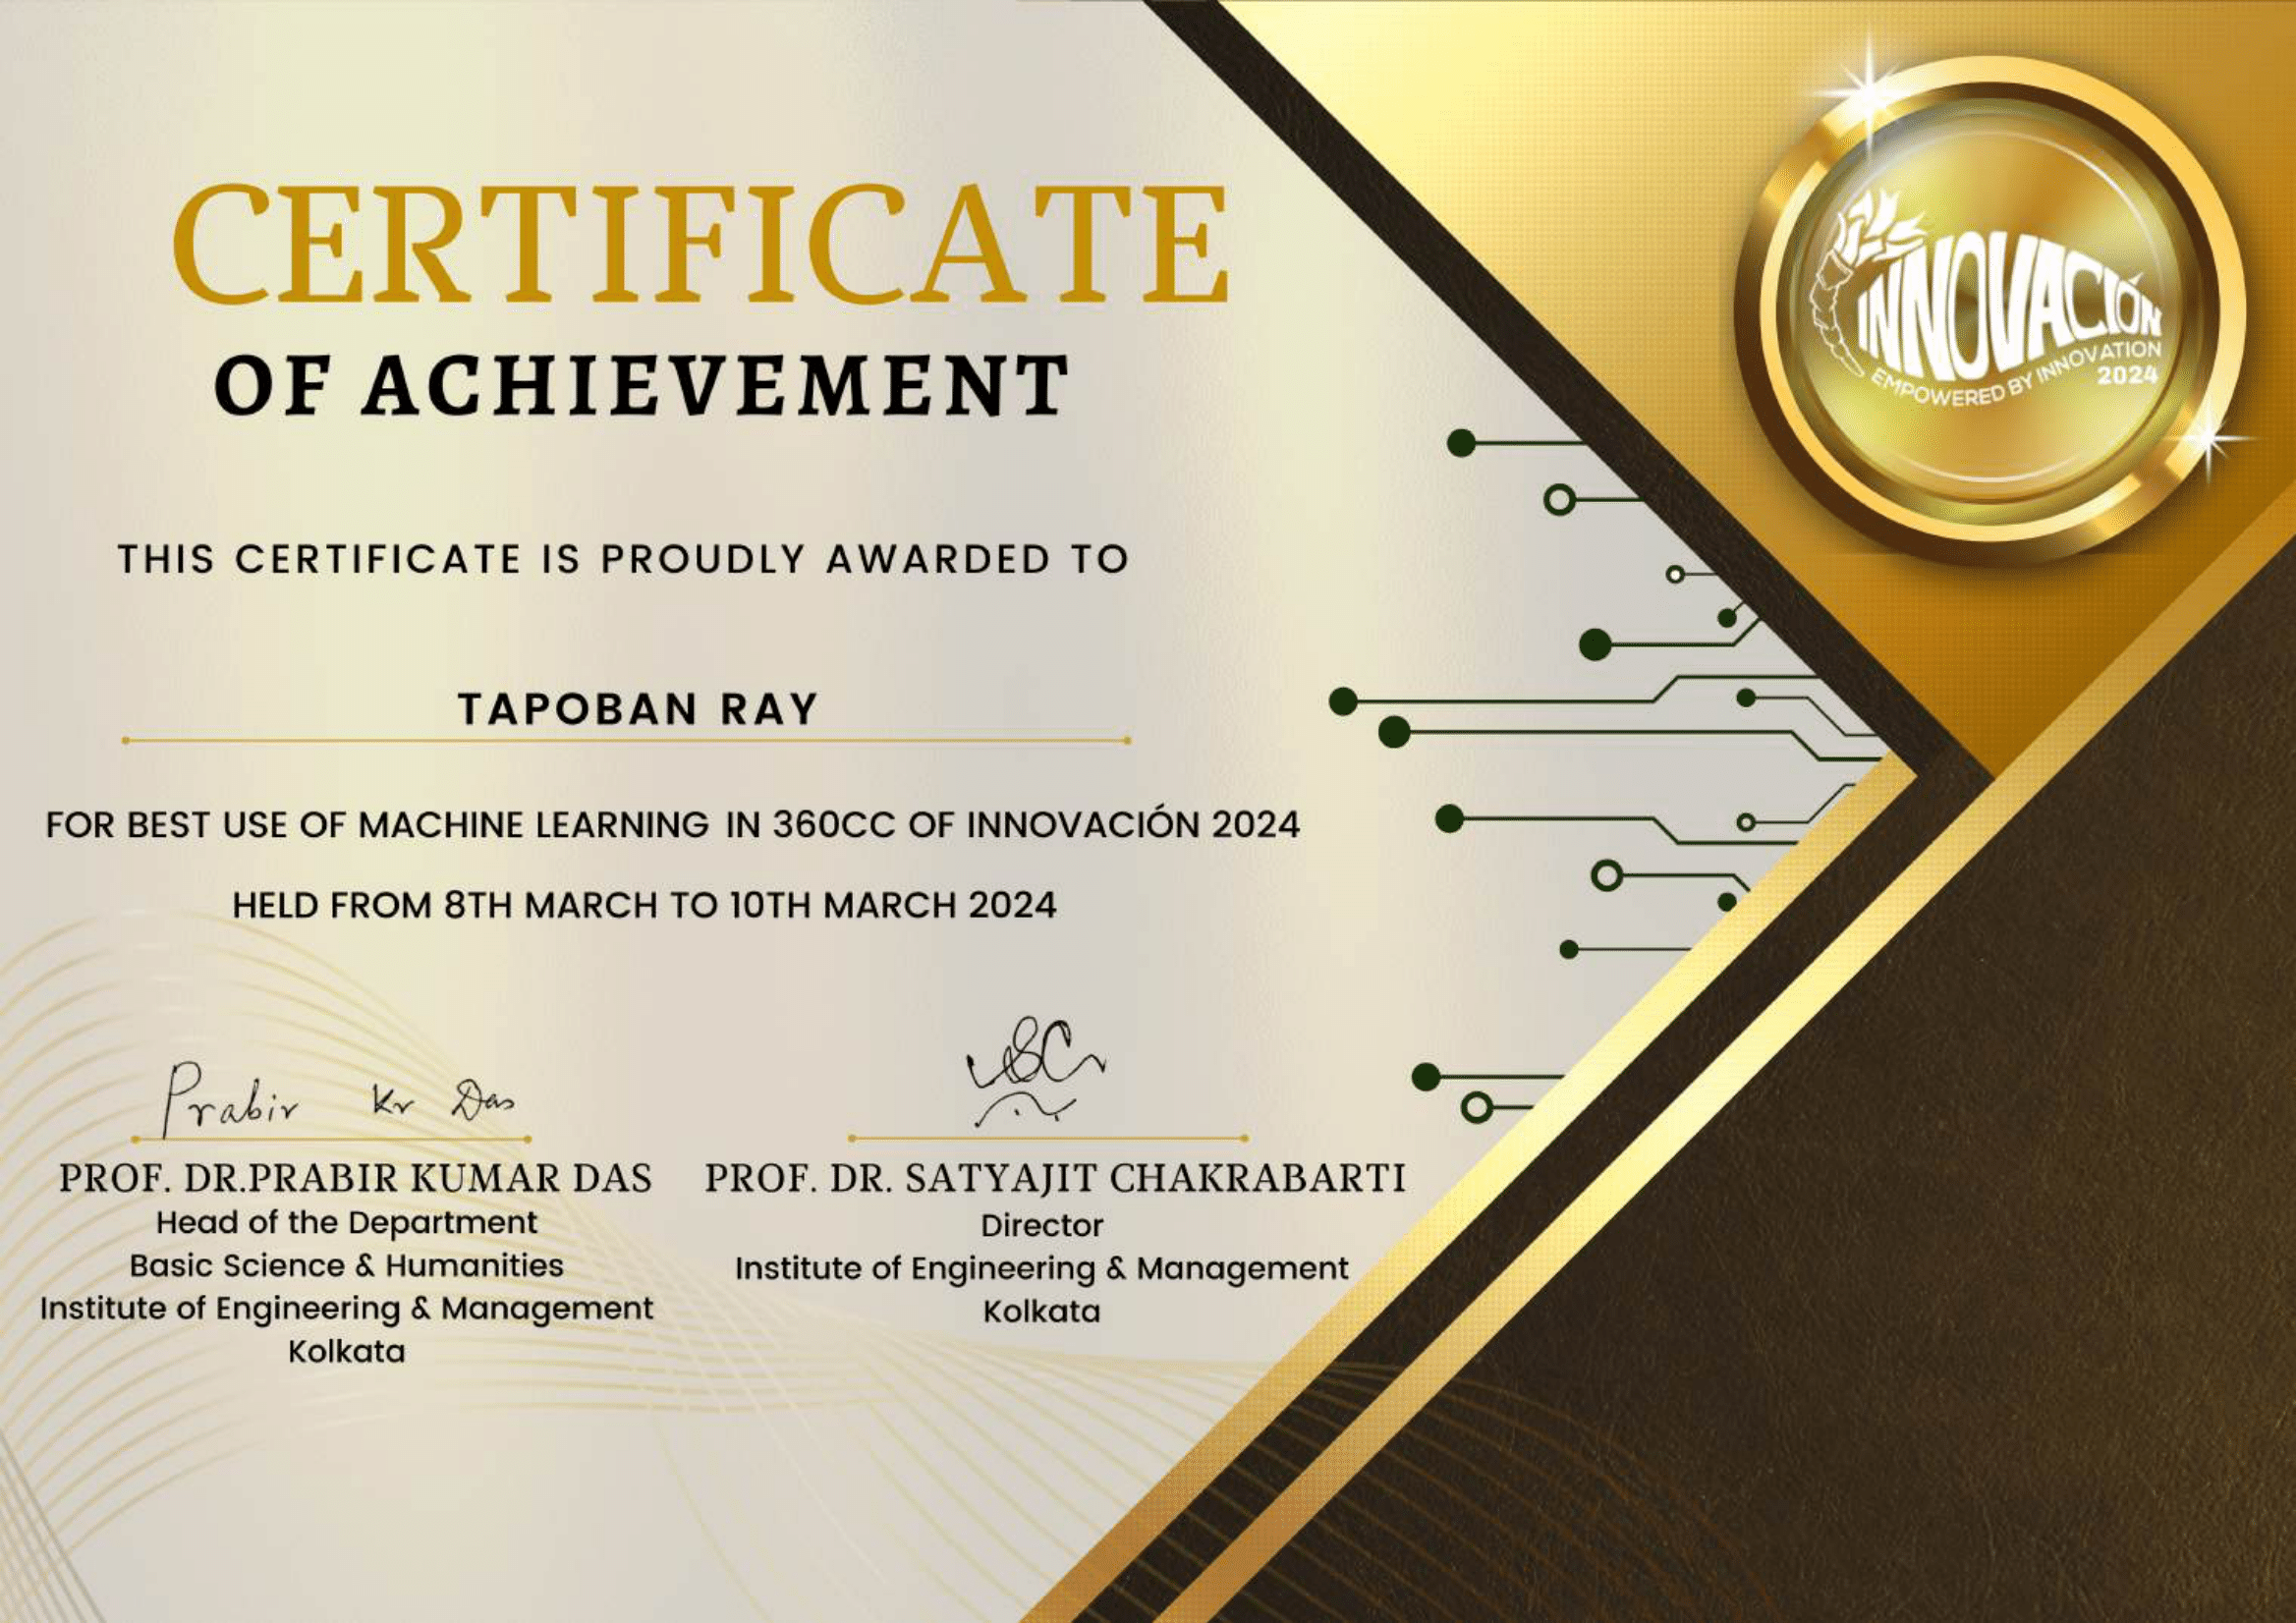 CERTIFICATE
OF ACHIEVEMENT
THIS CERTIFICATE IS PROUDLY AWARDED TO
TAPOBAN RAY
FOR BEST USE OF MACHINE LEARNING IN 360CC OF INNOVACIÓN 2024
HELD FROM 8TH MARCH TO 10TH MARCH 2024
INNOVACIÓN
EMPOWERED BY INNOVATION
2024
Prabir Kr Das
PROF. DR.PRABIR KUMAR DAS
Head of the Department
Basic Science & Humanities
Institute of Engineering & Management
Kolkata
PROF. DR. SATYAJIT CHAKRABARTI
Director
Institute of Engineering & Management
Kolkata